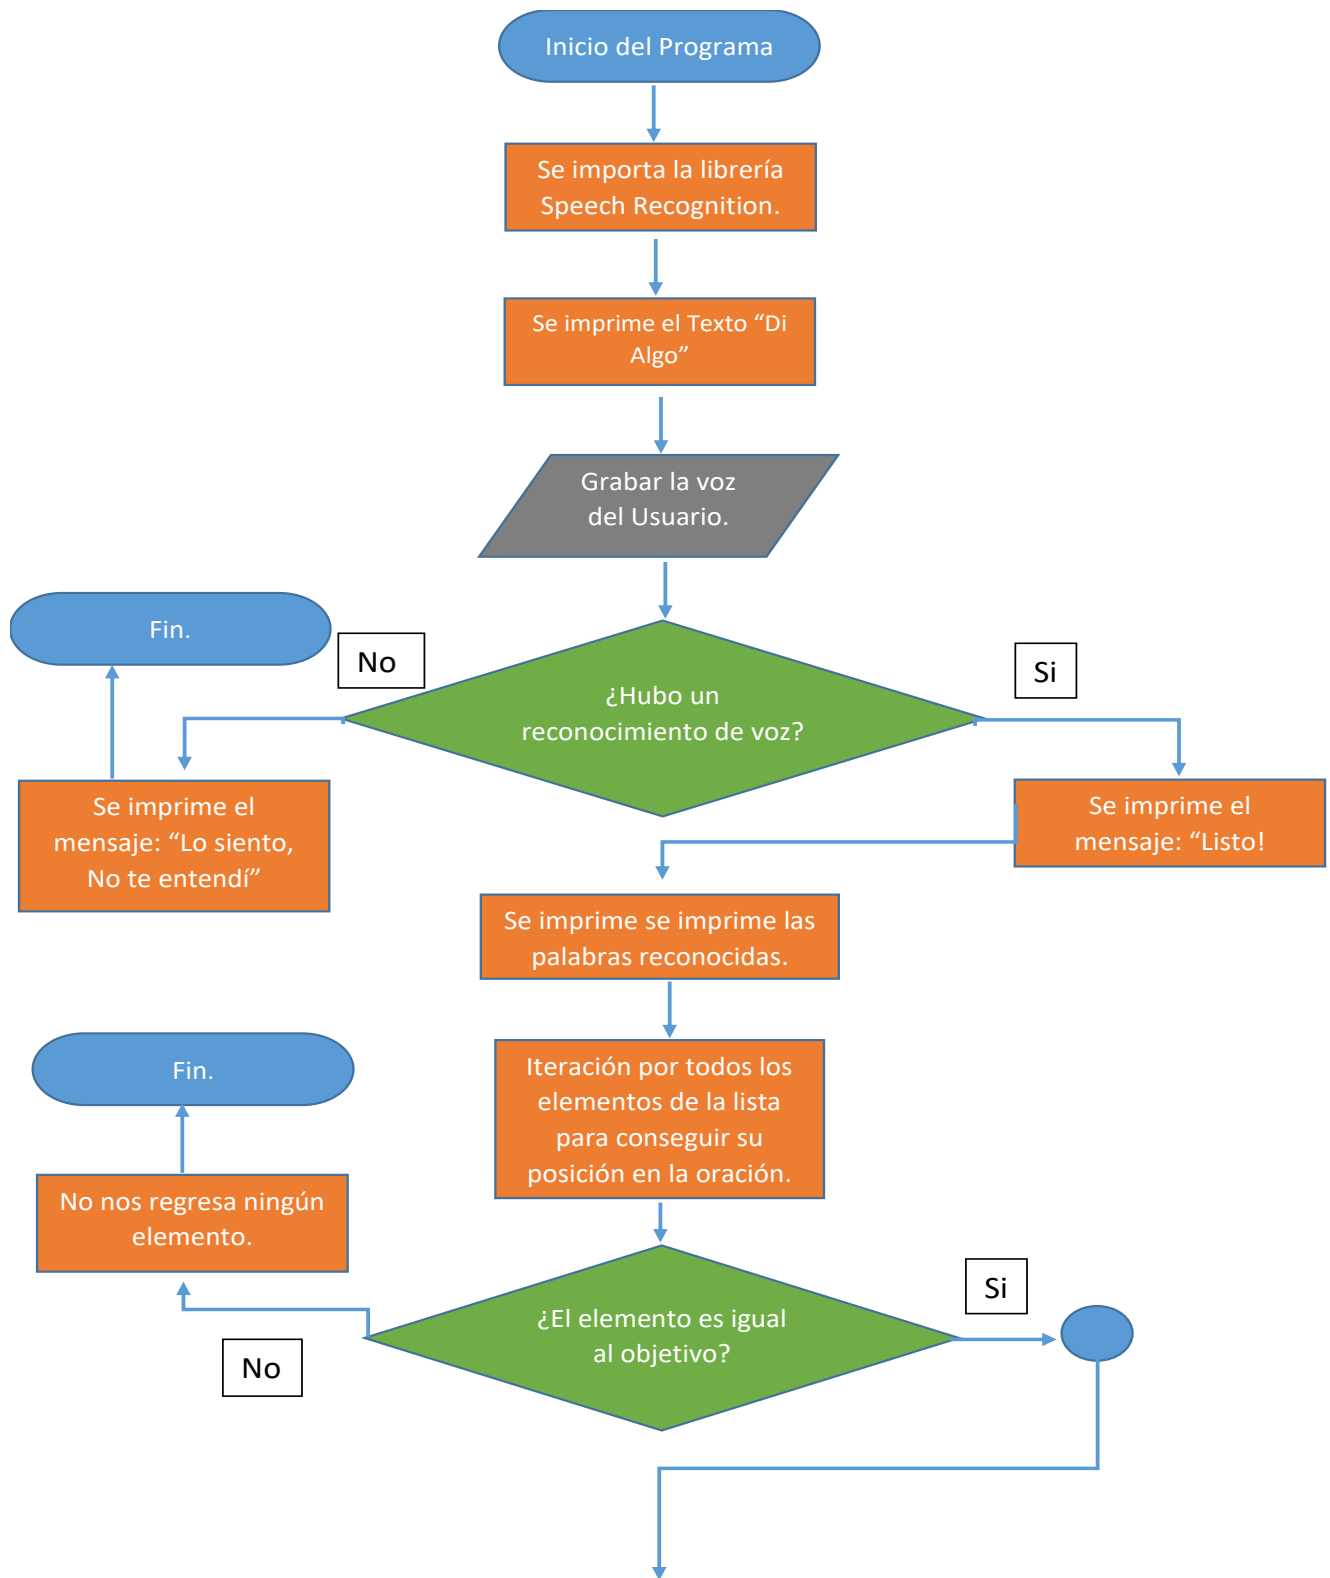 Inicio del Programa
Se importa la librería
Speech Recognition.
Se imprime el Texto “Di
Algo”
Grabar la voz
del Usuario.
Fin.
No
Si
¿Hubo un
reconocimiento de voz?
Se imprime el
mensaje: “Lo siento,
No te entendí”
Se imprime el
mensaje: “Listo!
Se imprime se imprime las
palabras reconocidas.
Fin.
Iteración por todos los
elementos de la lista
para conseguir su
posición en la oración.
No nos regresa ningún
elemento.
Si
¿El elemento es igual
al objetivo?
No